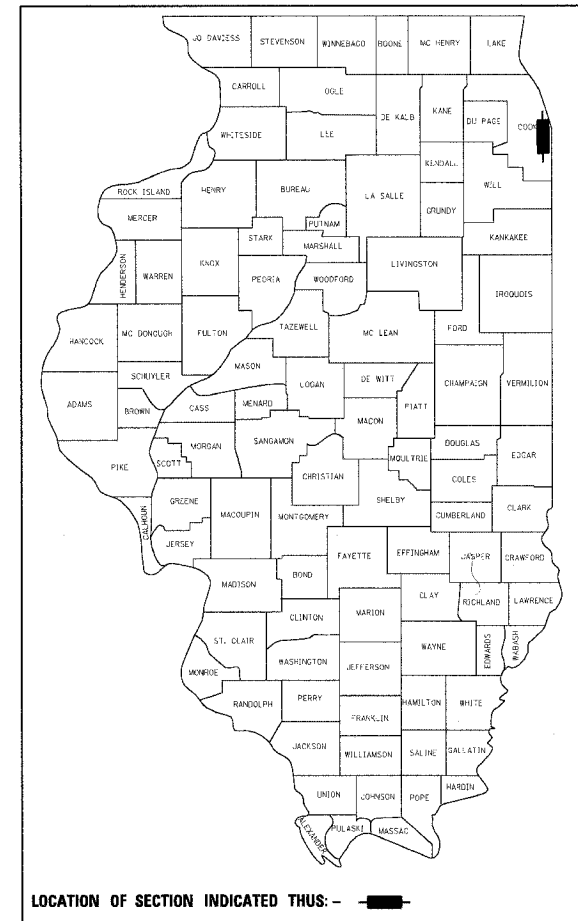 JO DAVIESS STEVENSON WINNEBAGO BOONE MC HENRY LAKE
CARROLL OGLE DE KALB KANE DU PAGE COOK
WHITESIDE LEE KENDALL WILL
ROCK ISLAND HENRY BUREAU LA SALLE GRUNDY
MERCER PUTNAM KANKAKEE
HENDERSON WARREN KNOX STARK MARSHALL LIVINGSTON IROQUOIS
PEORIA WOODFORD
HANCOCK MC DONOUGH FULTON TAZEWELL MC LEAN FORD
SCHUYLER MASON LOGAN DE WITT CHAMPAIGN VERMILION
ADAMS BROWN CASS MENARD PIATT
MACON
MORGAN SANGAMON DOUGLAS
PIKE SCOTT CHRISTIAN MOULTRIE COLES EDGAR
CALHOUN GREENE MACOUPIN MONTGOMERY SHELBY CUMBERLAND CLARK
JERSEY FAYETTE EFFINGHAM JASPER CRAWFORD
MADISON BOND CLAY RICHLAND LAWRENCE
CLINTON MARION
ST. CLAIR WAYNE EDWARDS WABASH
MONROE WASHINGTON JEFFERSON
RANDOLPH PERRY HAMILTON WHITE
FRANKLIN
JACKSON WILLIAMSON SALINE GALLATIN
UNION JOHNSON POPE HARDIN
ALEXANDER PULASKI MASSAC
LOCATION OF SECTION INDICATED THUS: -